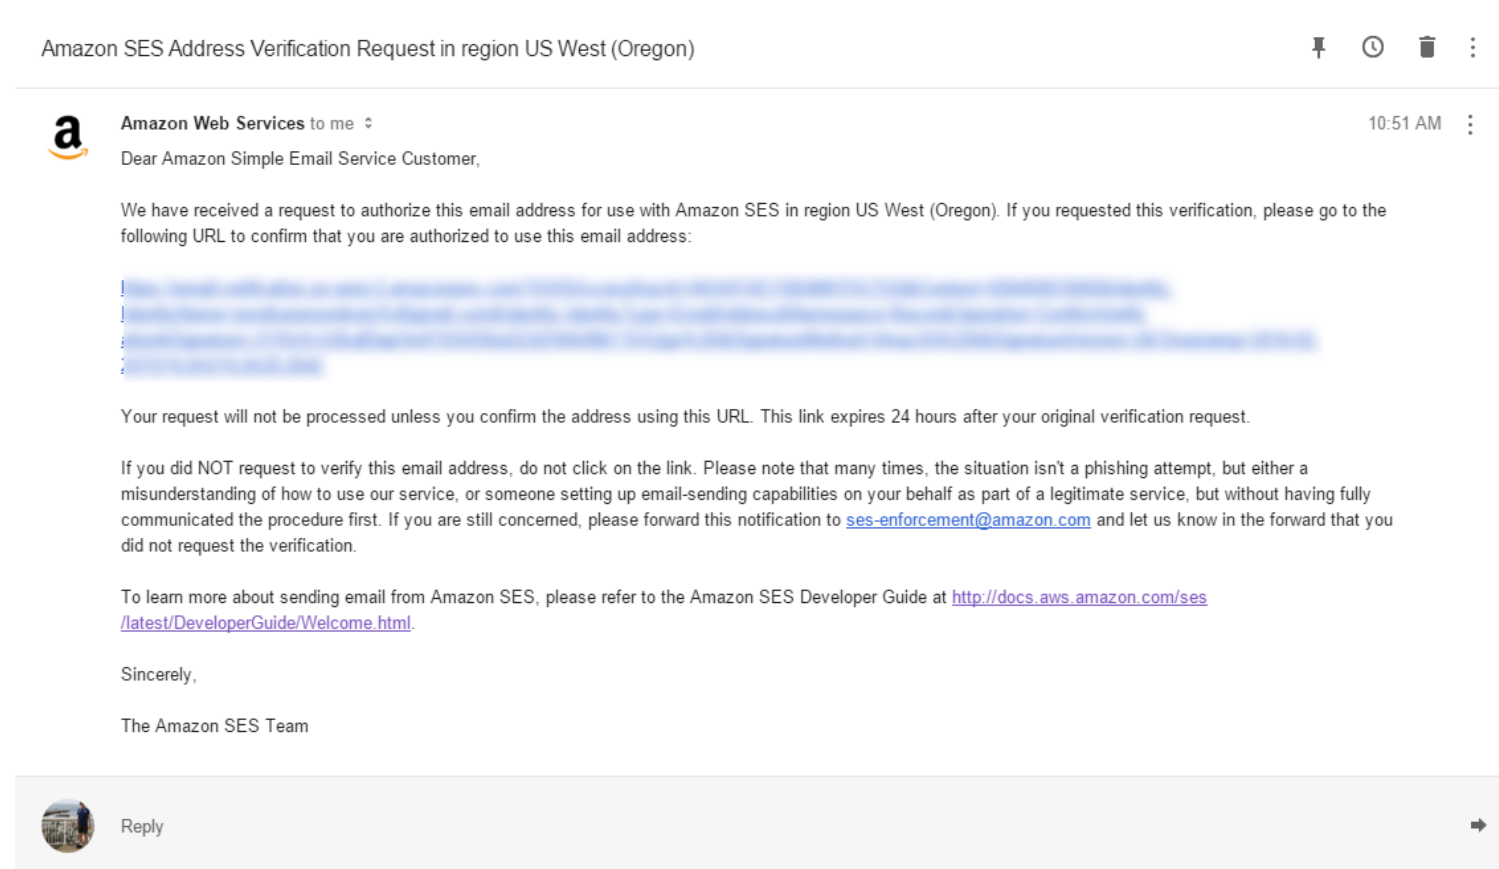 Amazon SES Address Verification Request in region US West (Oregon)
Amazon Web Services to me
10:51 AM
Dear Amazon Simple Email Service Customer,
We have received a request to authorize this email address for use with Amazon SES in region US West (Oregon). If you requested this verification, please go to the
following URL to confirm that you are authorized to use this email address:
Your request will not be processed unless you confirm the address using this URL. This link expires 24 hours after your original verification request.
If you did NOT request to verify this email address, do not click on the link. Please note that many times, the situation isn't a phishing attempt, but either a
misunderstanding of how to use our service, or someone setting up email-sending capabilities on your behalf as part of a legitimate service, but without having fully
communicated the procedure first. If you are still concerned, please forward this notification to ses-enforcement@amazon.com and let us know in the forward that you
did not request the verification.
To learn more about sending email from Amazon SES, please refer to the Amazon SES Developer Guide at http://docs.aws.amazon.com/ses
/latest/DeveloperGuide/Welcome.html.
Sincerely,
The Amazon SES Team
Reply